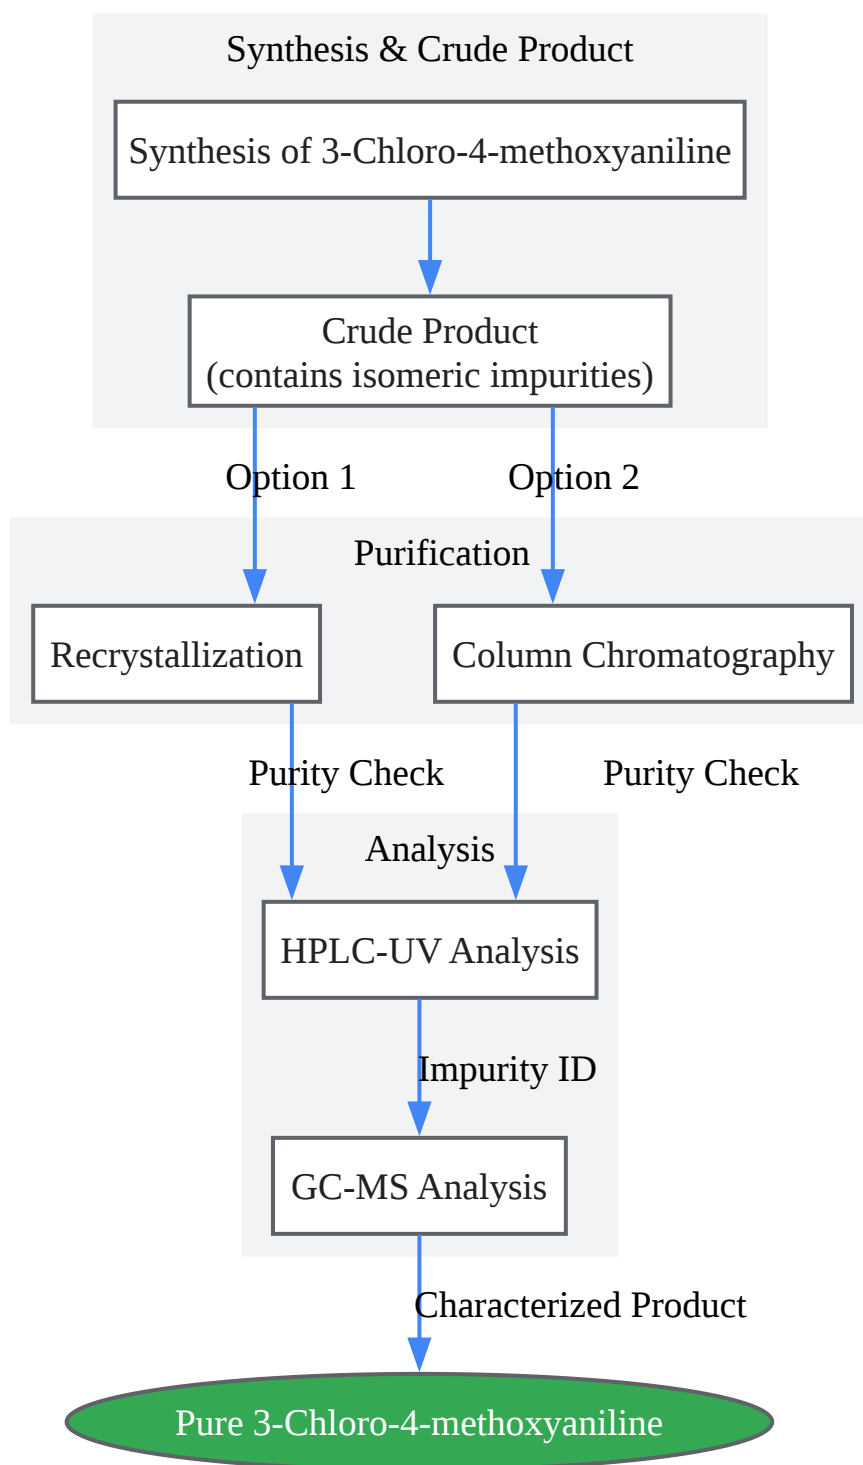 Synthesis & Crude Product
Synthesis of 3-Chloro-4-methoxyaniline
Crude Product
(contains isomeric impurities)
Option 1
Option 2
Purification
Recrystallization
Column Chromatography
Purity Check
Purity Check
Analysis
HPLC-UV Analysis
Impurity ID
GC-MS Analysis
Characterized Product
Pure 3-Chloro-4-methoxyaniline